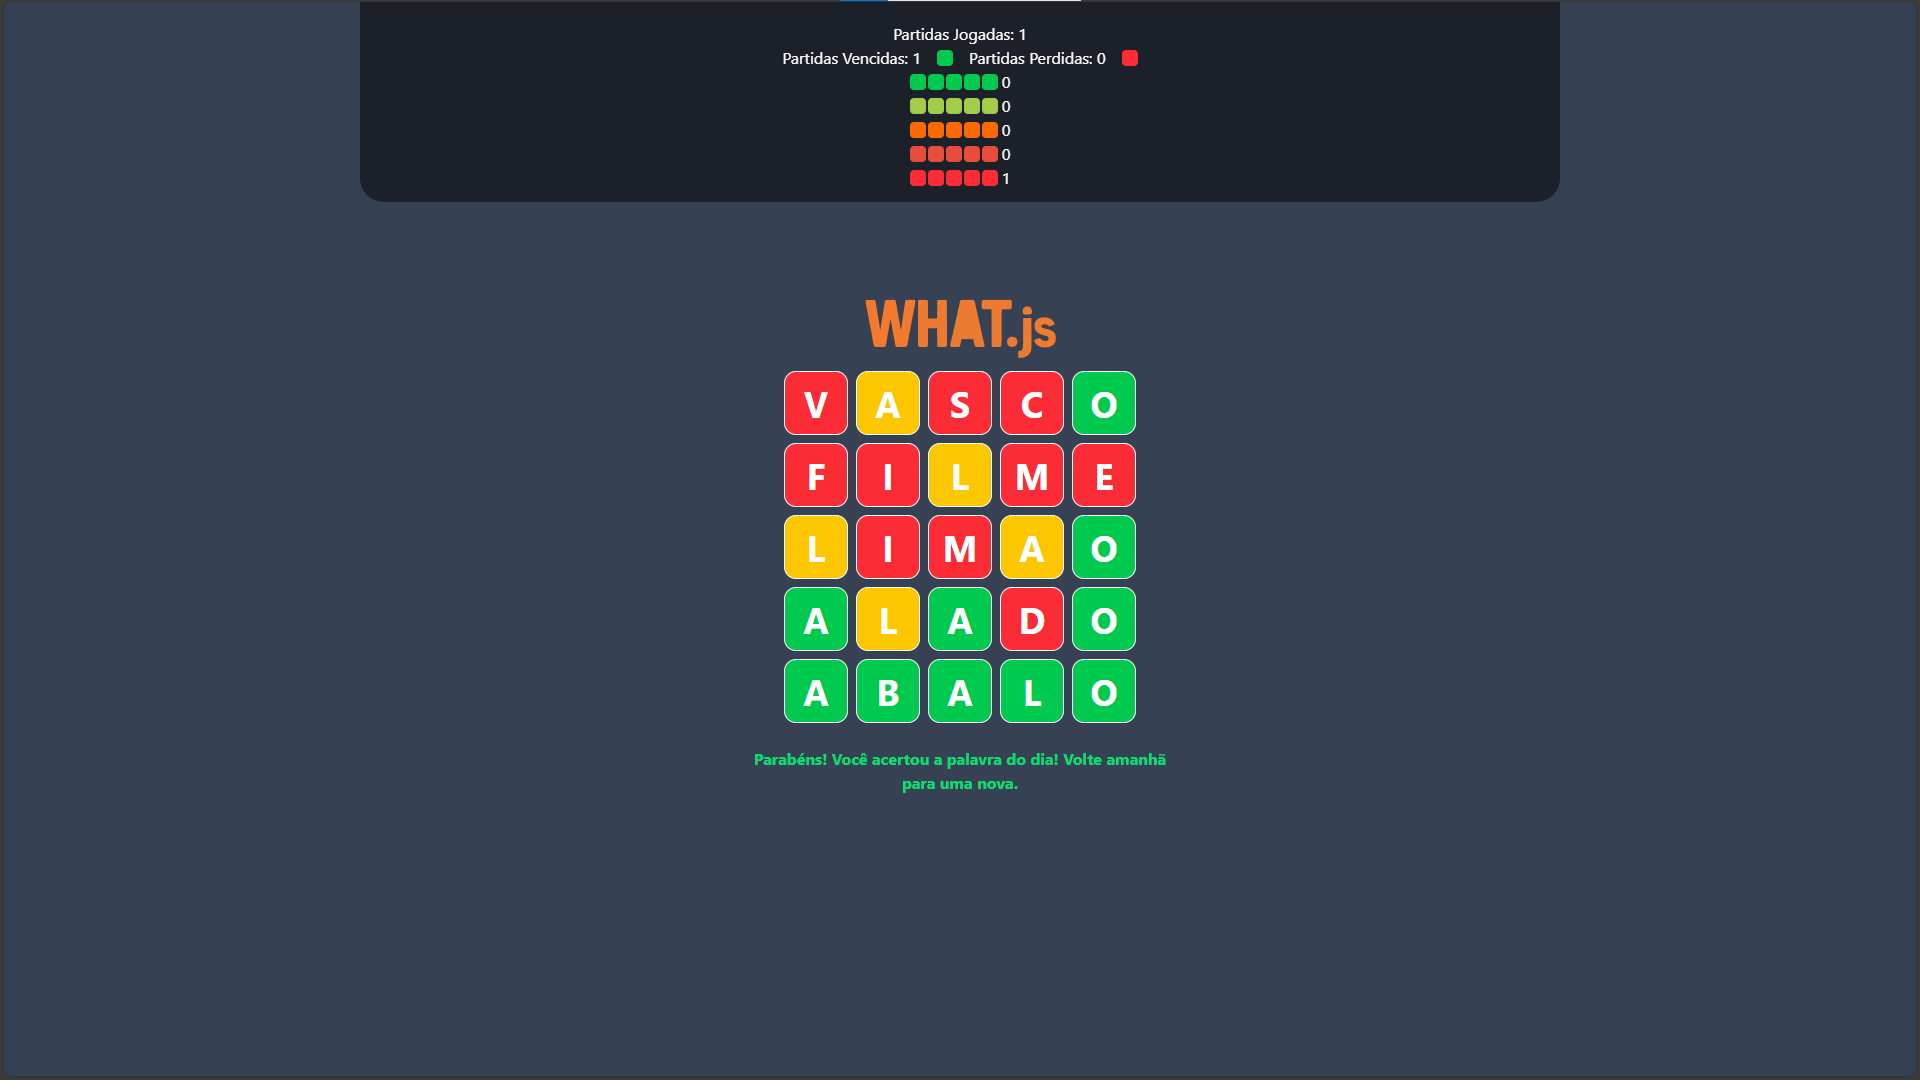 Partidas Jogadas: 1
Partidas Vencidas: 1 Partidas Perdidas: 0
0
0
0
0
1
WHAT.js
V A S C O
F I L M E
L I M A O
A L A D O
A B A L O
Parabéns! Você acertou a palavra do dia! Volte amanhã
para uma nova.